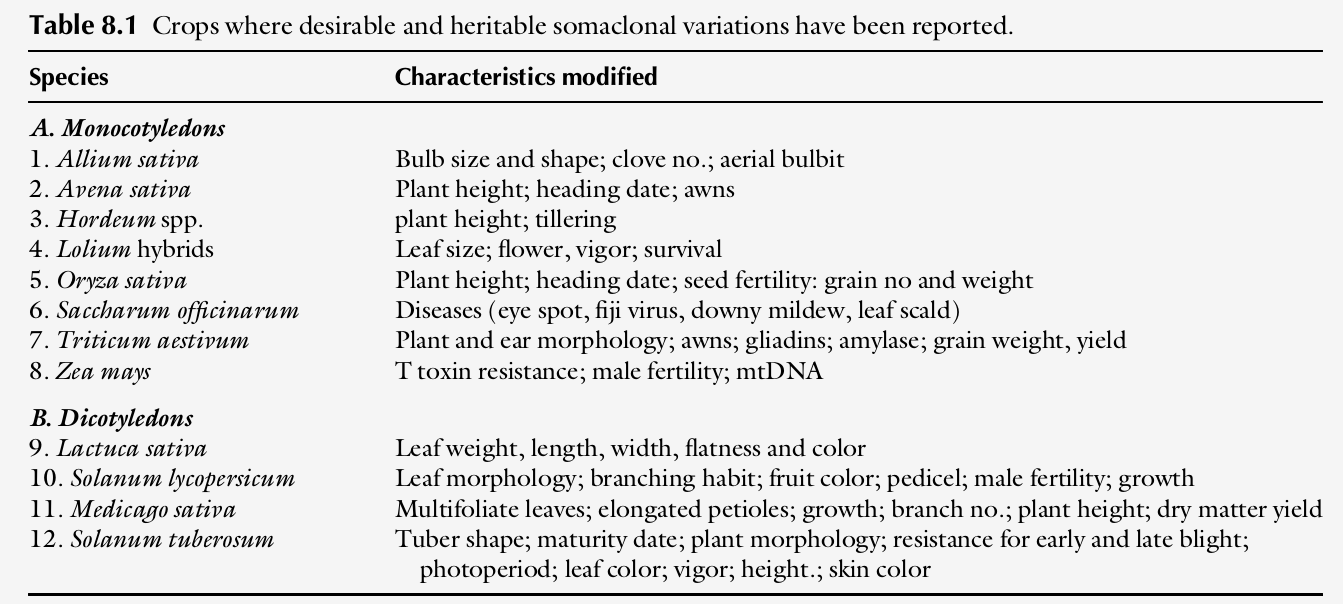 Table 8.1 Crops where desirable and heritable somaclonal variations have been reported.
Species Characteristics modified
A. Monocotyledons
1. Allium sativa Bulb size and shape; clove no.; aerial bulbit
2. Avena sativa Plant height; heading date; awns
3. Hordeum spp. plant height; tillering
4. Lolium hybrids Leaf size; flower, vigor; survival
5. Oryza sativa Plant height; heading date; seed fertility: grain no and weight
6. Saccharum officinarum Diseases (eye spot, fiji virus, downy mildew, leaf scald)
7. Triticum aestivum Plant and ear morphology; awns; gliadins; amylase; grain weight, yield
8. Zea mays T toxin resistance; male fertility; mtDNA
B. Dicotyledons
9. Lactuca sativa Leaf weight, length, width, flatness and color
10. Solanum lycopersicum Leaf morphology; branching habit; fruit color; pedicel; male fertility; growth
11. Medicago sativa Multifoliate leaves; elongated petioles; growth; branch no.; plant height; dry matter yield
12. Solanum tuberosum Tuber shape; maturity date; plant morphology; resistance for early and late blight;
photoperiod; leaf color; vigor; height.; skin color